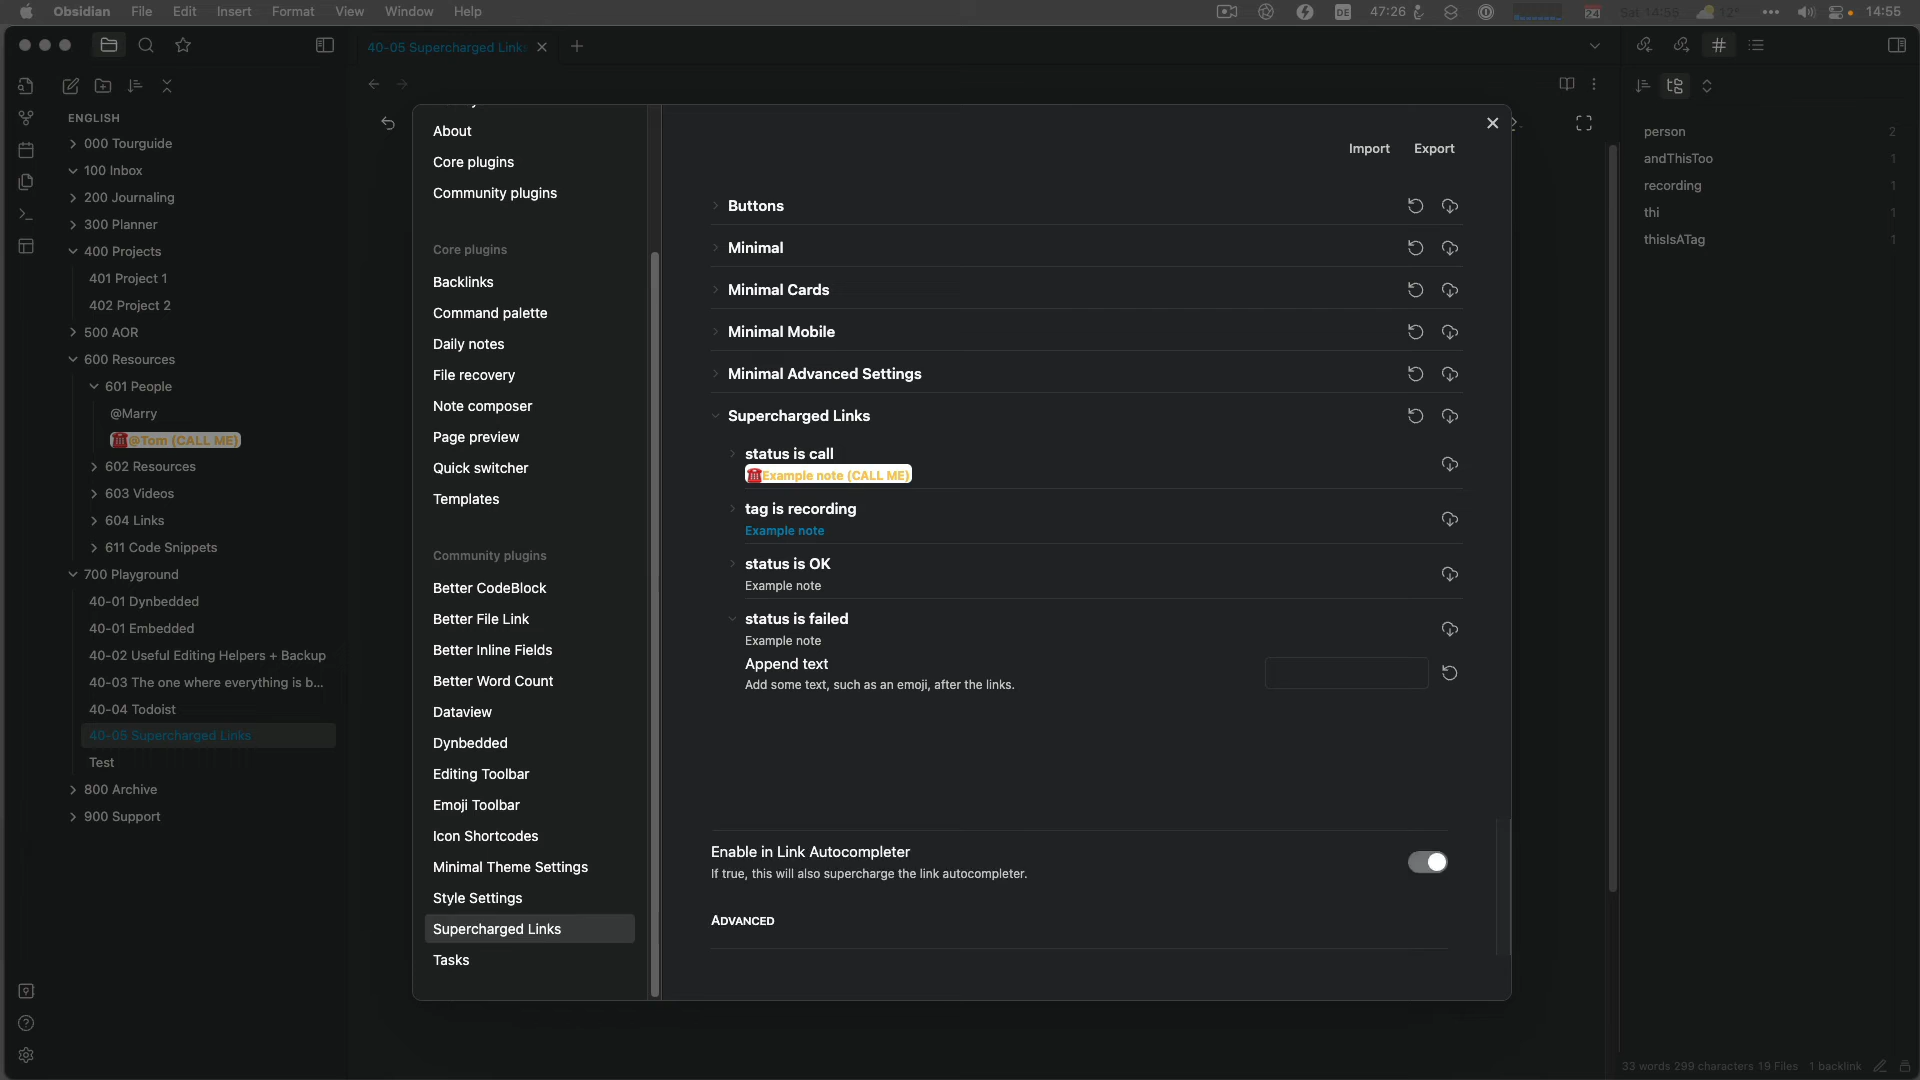 Obsidian File Edit Insert Format View Window Help
DE 47:26 24 Sat 14:55 12° 14:55
40-05 Supercharged Link
ENGLISH
000 Tourguide
100 Inbox
200 Journaling
300 Planner
400 Projects
401 Project 1
402 Project 2
500 AOR
600 Resources
601 People
@Marry
@Tom (CALL ME)
602 Resources
603 Videos
604 Links
611 Code Snippets
700 Playground
40-01 Dynbedded
40-01 Embedded
40-02 Useful Editing Helpers + Backup
40-03 The one where everything is b...
40-04 Todoist
40-05 Supercharged Links
Test
800 Archive
900 Support
About
Core plugins
Community plugins
Core plugins
Backlinks
Command palette
Daily notes
File recovery
Note composer
Page preview
Quick switcher
Templates
Community plugins
Better CodeBlock
Better File Link
Better Inline Fields
Better Word Count
Dataview
Dynbedded
Editing Toolbar
Emoji Toolbar
Icon Shortcodes
Minimal Theme Settings
Style Settings
Supercharged Links
Tasks
Import Export
Buttons
Minimal
Minimal Cards
Minimal Mobile
Minimal Advanced Settings
Supercharged Links
status is call
Example note (CALL ME)
tag is recording
Example note
status is OK
Example note
status is failed
Example note
Append text
Add some text, such as an emoji, after the links.
Enable in Link Autocompleter
If true, this will also supercharge the link autocompleter.
ADVANCED
person 2
andThisToo 1
recording 1
thi 1
thisIsATag 1
33 words 299 characters 19 Files 1 backlink